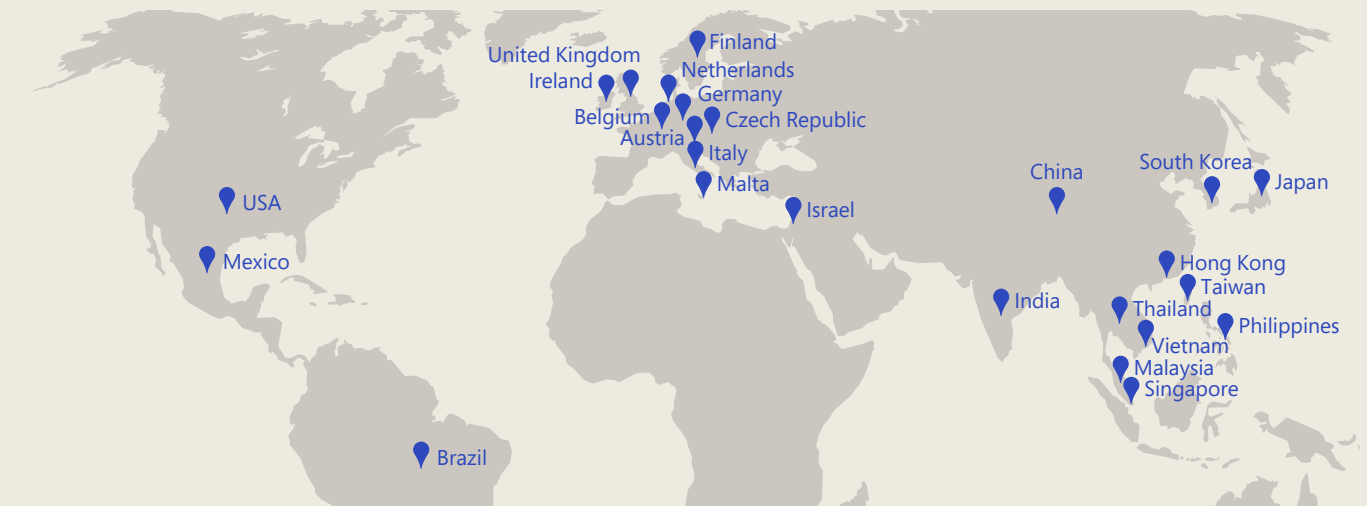 Finland
United Kingdom
Netherlands
Ireland
Germany
Belgium
Czech Republic
Austria
Italy
Malta
Israel
China
South Korea
Japan
USA
Mexico
Hong Kong
Taiwan
India
Thailand
Philippines
Vietnam
Malaysia
Singapore
Brazil